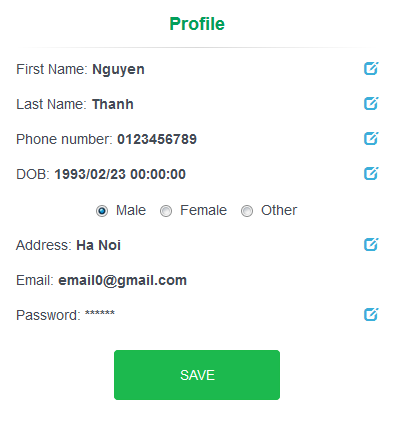 Profile
First Name: Nguyen
Last Name: Thanh
Phone number: 0123456789
DOB: 1993/02/23 00:00:00
Male Female Other
Address: Ha Noi
Email: email0@gmail.com
Password: ******
SAVE